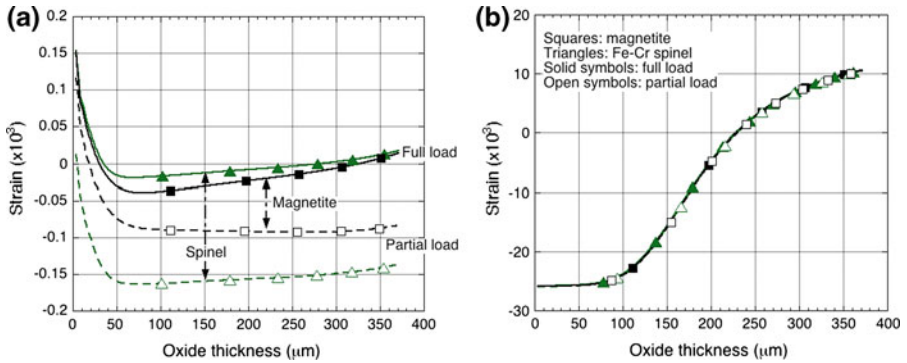 (a)
0.2
0.15
0.1
0.05
0
-0.05
-0.1
-0.15
-0.2
Strain (x10³)
0 50 100 150 200 250 300 350 400
Oxide thickness (μm)
Full load
Magnetite
Partial load
Spinel
(b)
20
10
0
-10
-20
-30
Strain (x10³)
0 50 100 150 200 250 300 350 400
Oxide thickness (μm)
Squares: magnetite
Triangles: Fe-Cr spinel
Solid symbols: full load
Open symbols: partial load